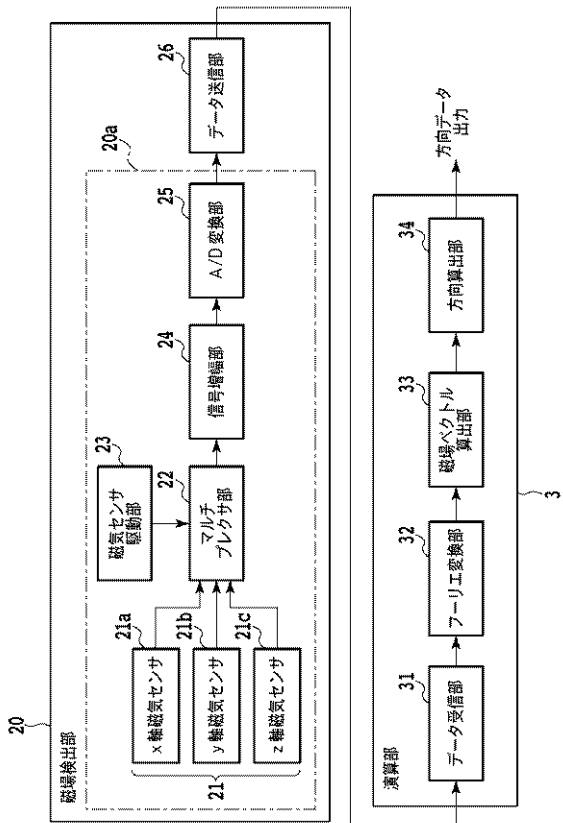 20
磁場検出部
20a
21
x軸磁気センサ
21a
y軸磁気センサ
21b
z軸磁気センサ
21c
磁気センサ
駆動部
23
マルチ
プレクサ部
22
信号増幅部
24
A/D変換部
25
データ送信部
26
演算部
3
データ受信部
31
フーリエ変換部
32
磁場ベクトル
算出部
33
方向算出部
34
方向データ
出力